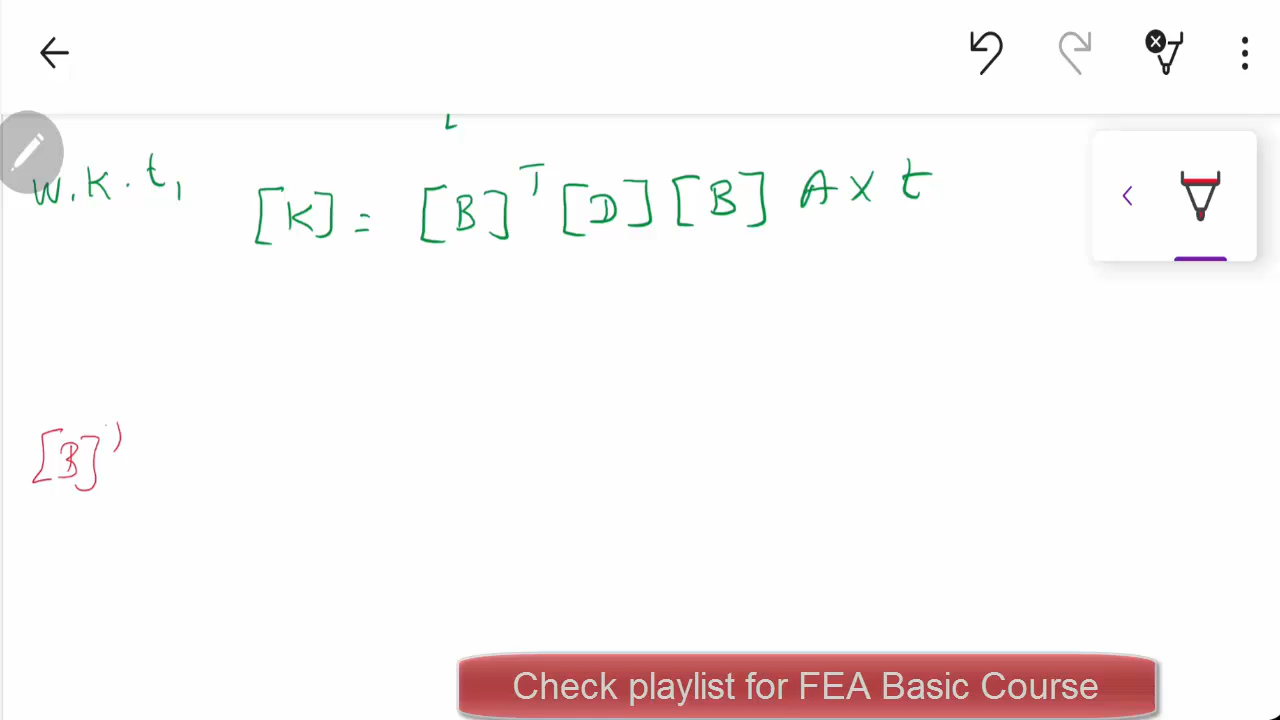 W.K.t,
[K] = [B]ᵀ [D] [B] A × t
[B]
Check playlist for FEA Basic Course